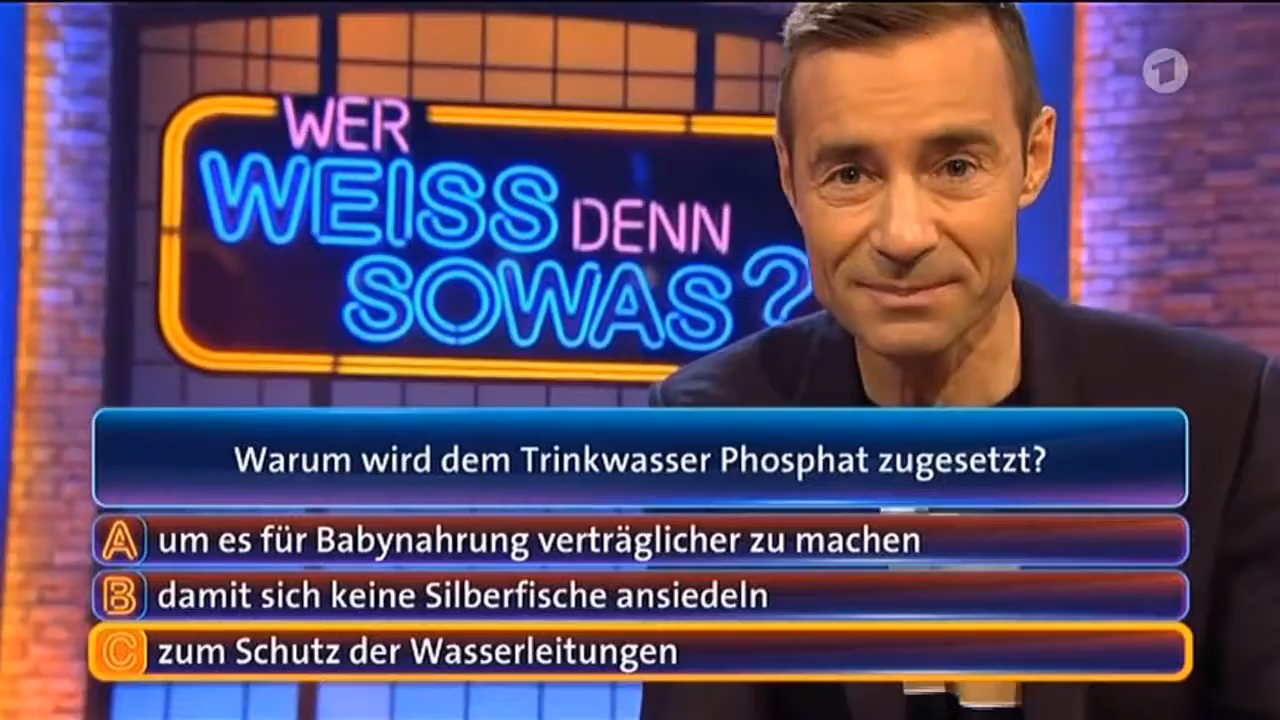 WER
WEISS DENN
SOWAS?
1
Warum wird dem Trinkwasser Phosphat zugesetzt?
A um es für Babynahrung verträglicher zu machen
B damit sich keine Silberfische ansiedeln
C zum Schutz der Wasserleitungen